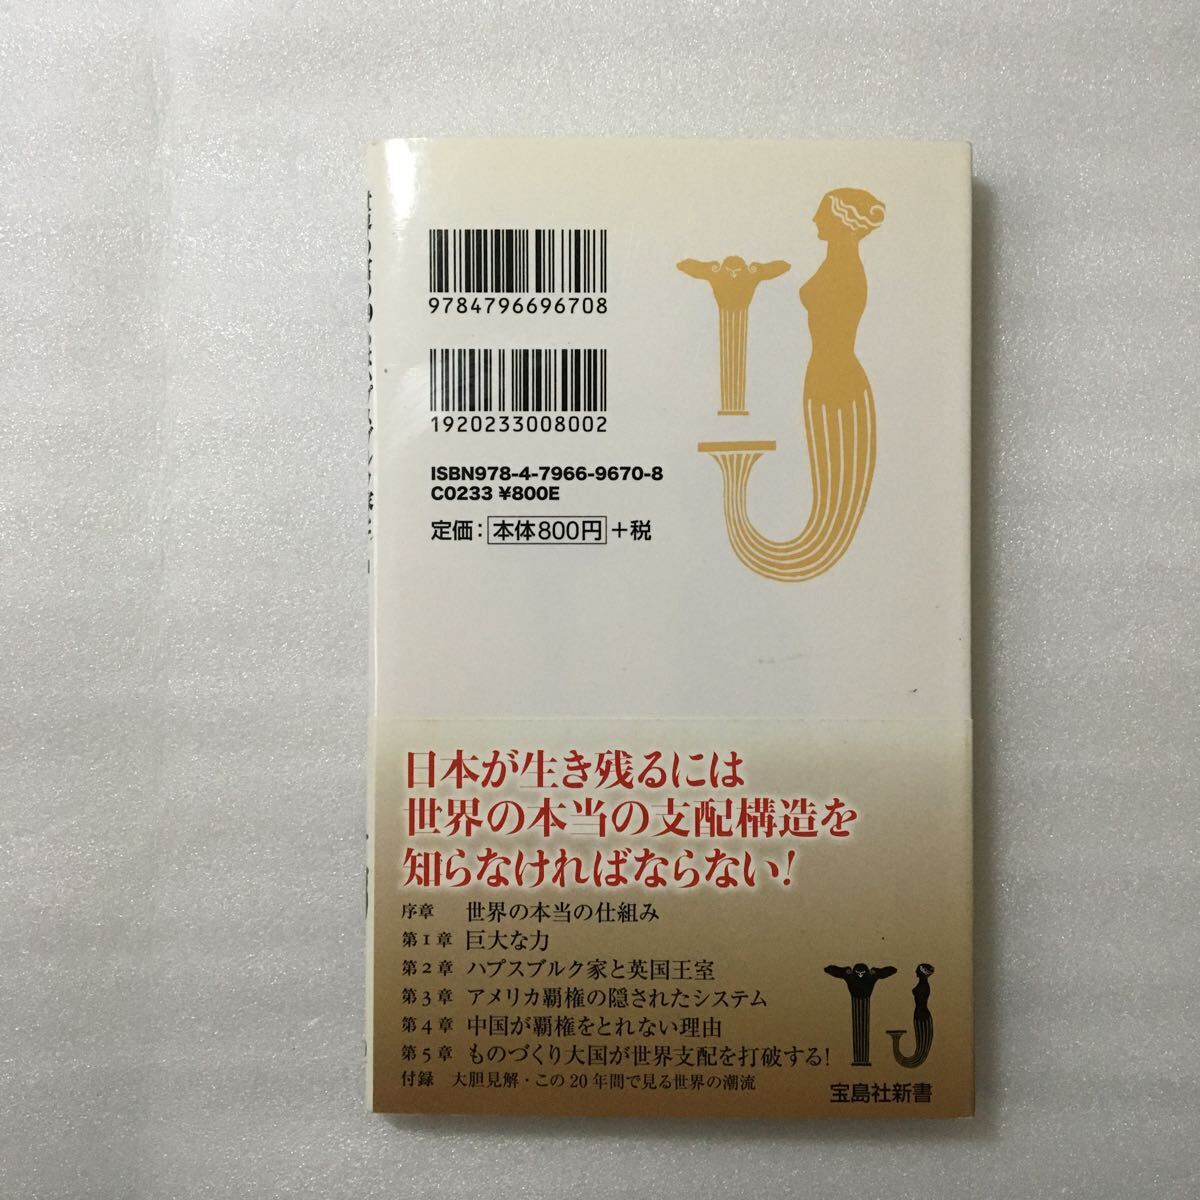 9784796696708
1920233008002
ISBN978-4-7966-9670-8
C0233 ¥800E
定価：本体800円+税
日本が生き残るには
世界の本当の支配構造を
知らなければならない！
序章 世界の本当の仕組み
第1章 巨大な力
第2章 ハプスブルク家と英国王室
第3章 アメリカ覇権の隠されたシステム
第4章 中国が覇権をとれない理由
第5章 ものづくり大国が世界支配を打破する！
付録 大胆見解・この20年間で見る世界の潮流
TJ
宝島社新書